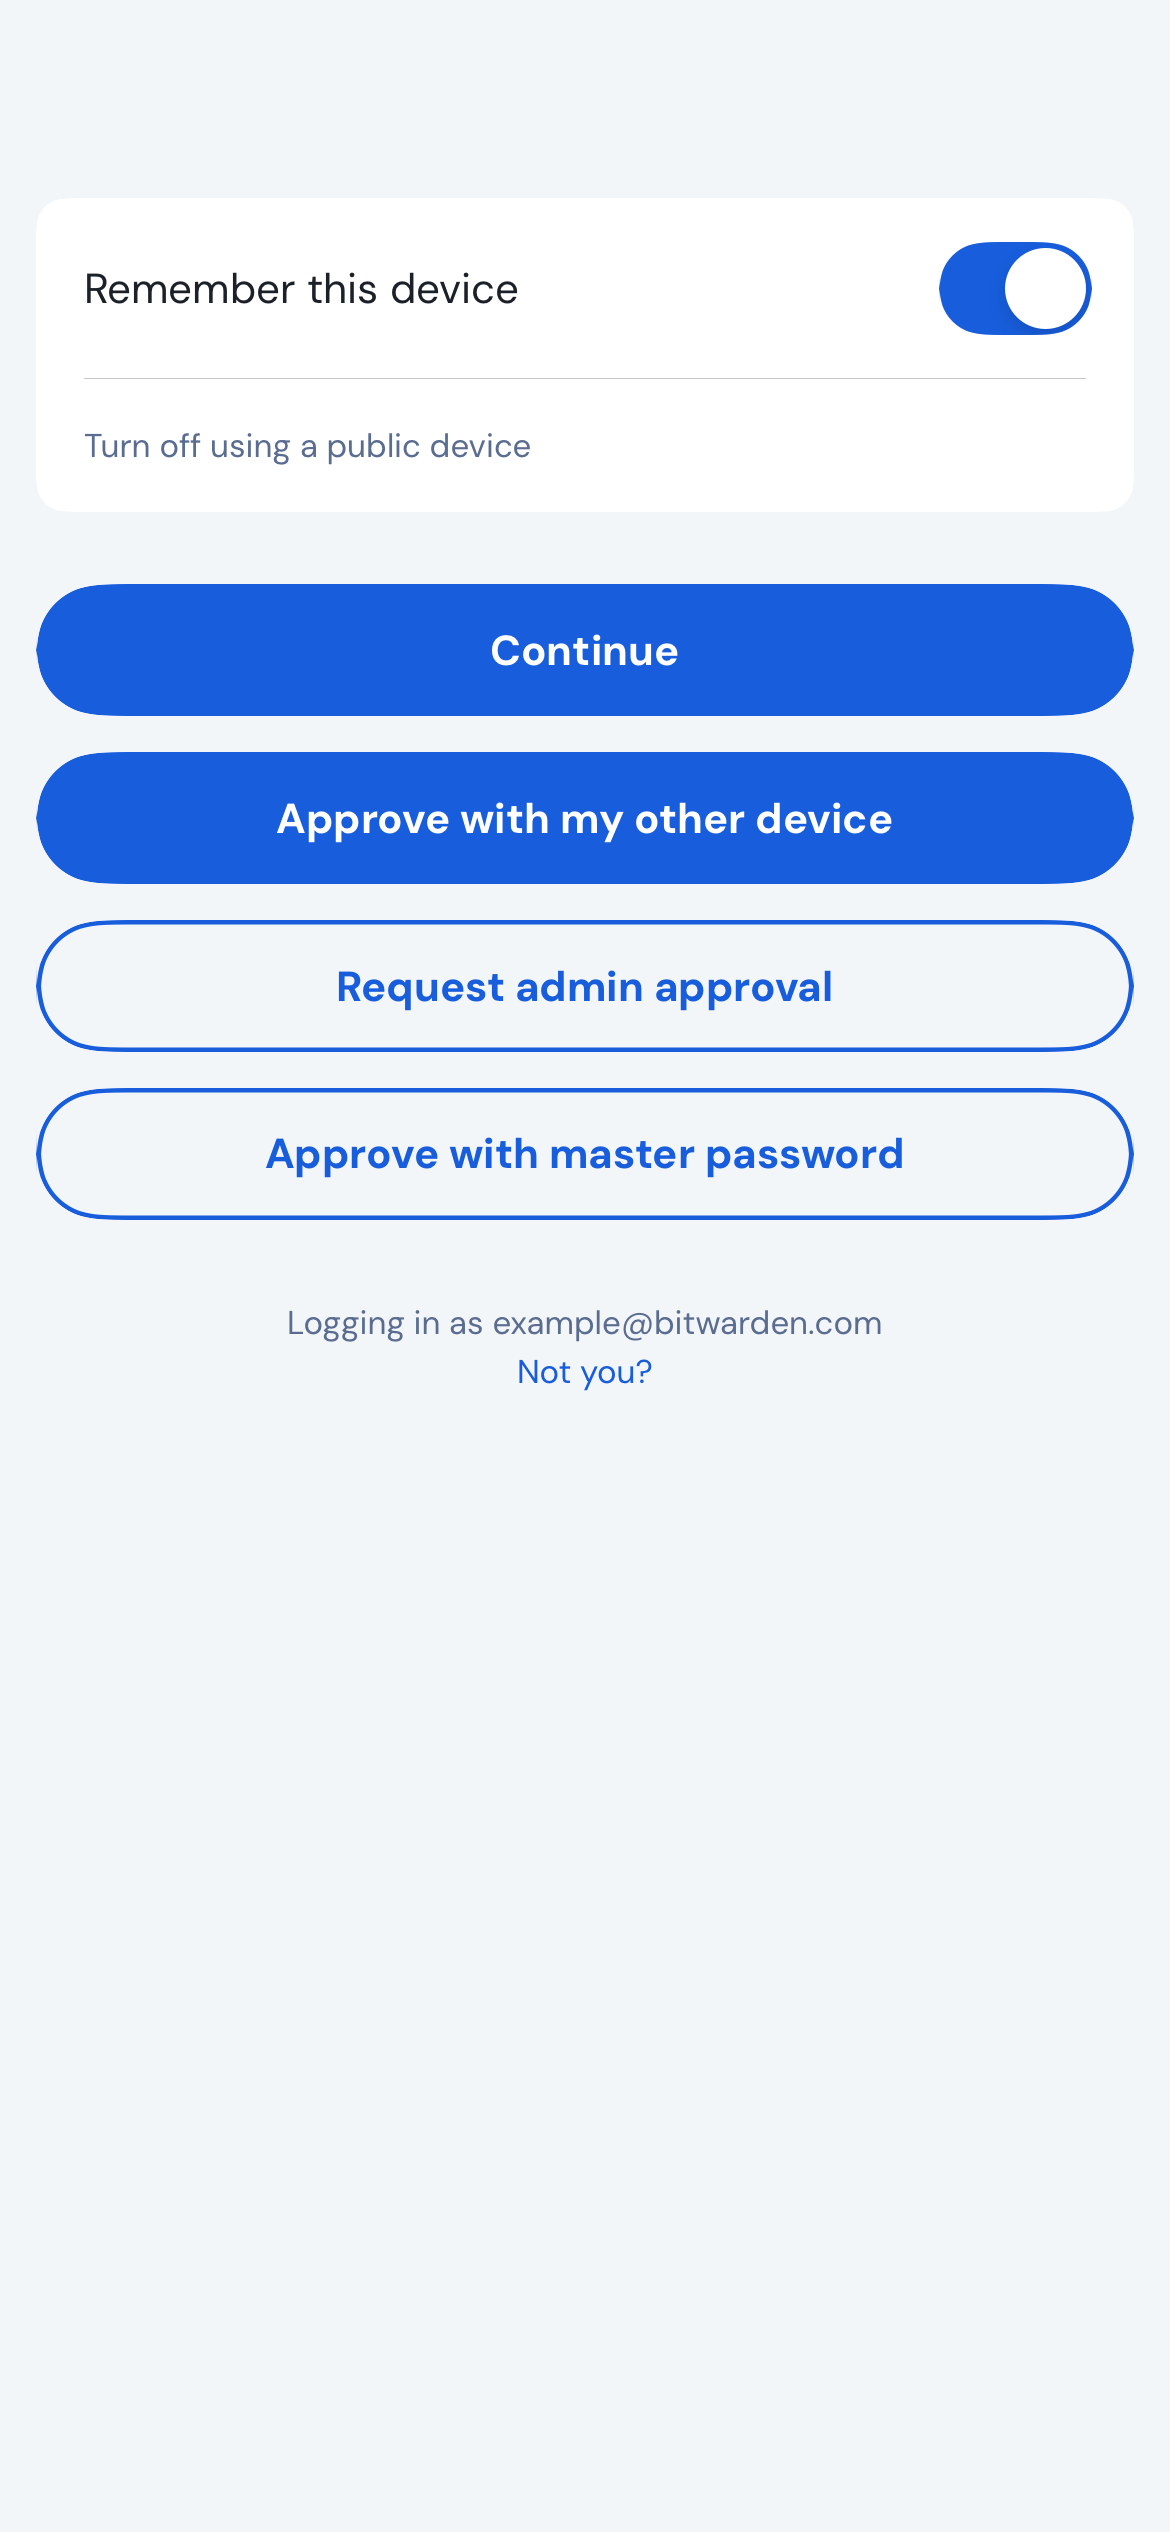 Remember this device
Turn off using a public device
Continue
Approve with my other device
Request admin approval
Approve with master password
Logging in as example@bitwarden.com
Not you?